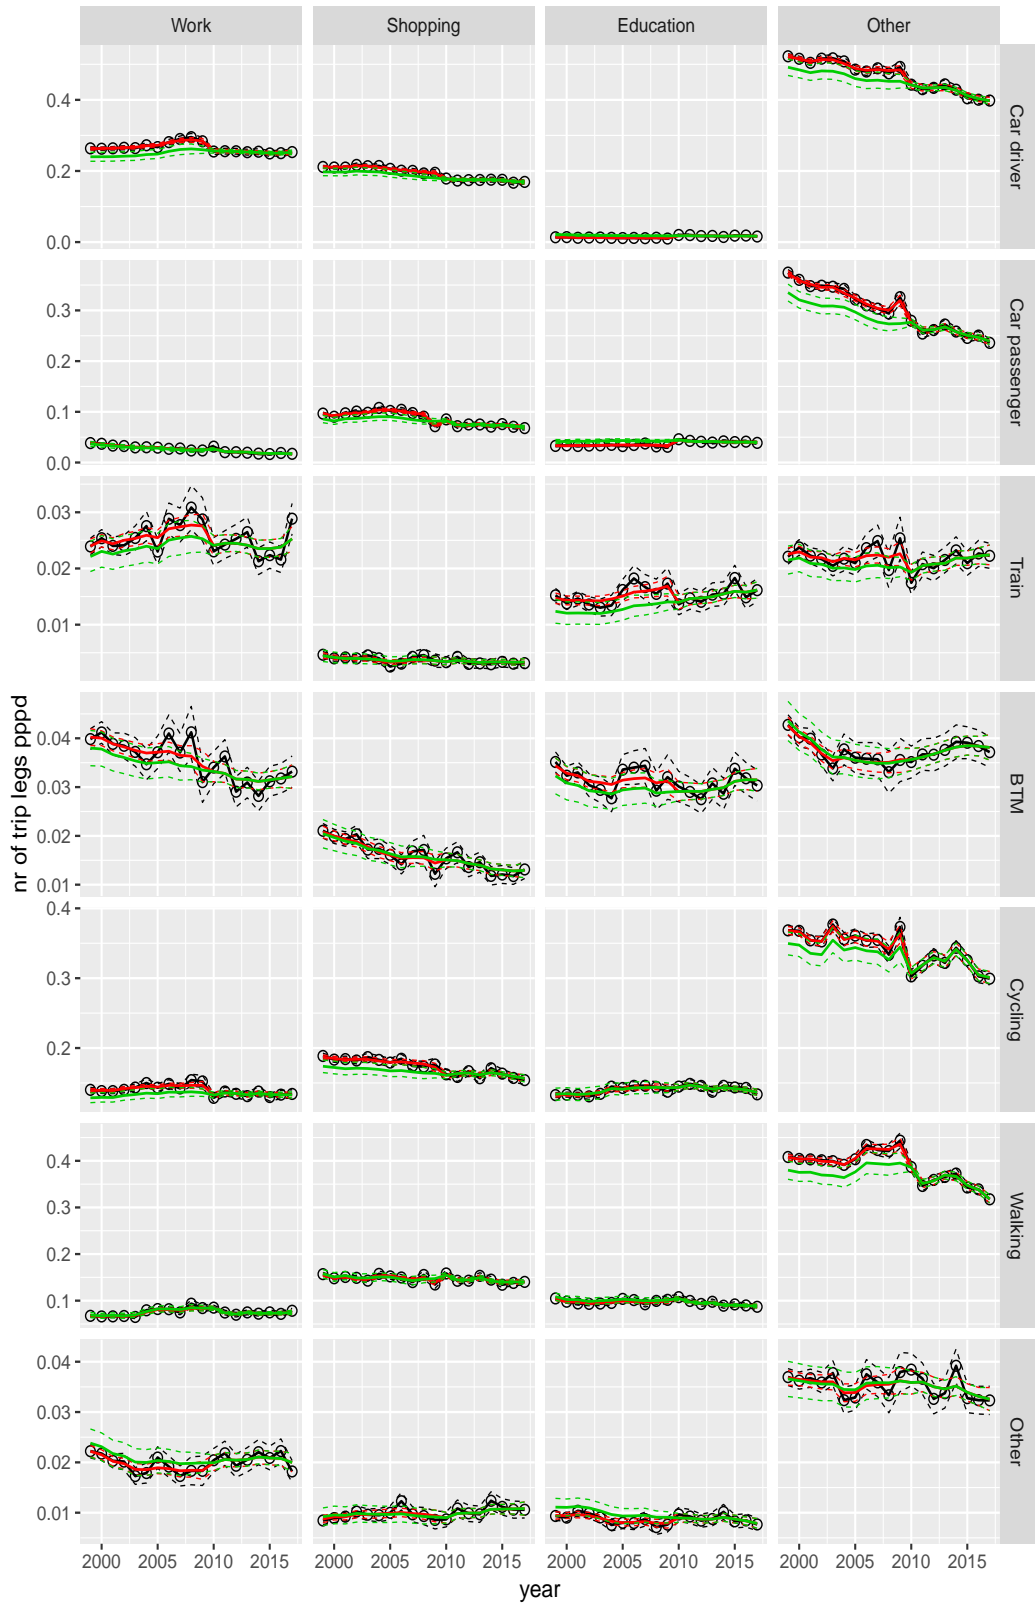 Work Shopping Education Other
0.4
0.2
0.0
Car driver
0.3
0.2
0.1
0.0
Car passenger
0.03
0.02
0.01
Train
0.04
0.03
0.02
0.01
BTM
0.4
0.3
0.2
Cycling
0.4
0.3
0.2
0.1
Walking
0.04
0.03
0.02
0.01
Other
nr of trip legs pppd
2000 2005 2010 2015 2000 2005 2010 2015 2000 2005 2010 2015 2000 2005 2010 2015
year